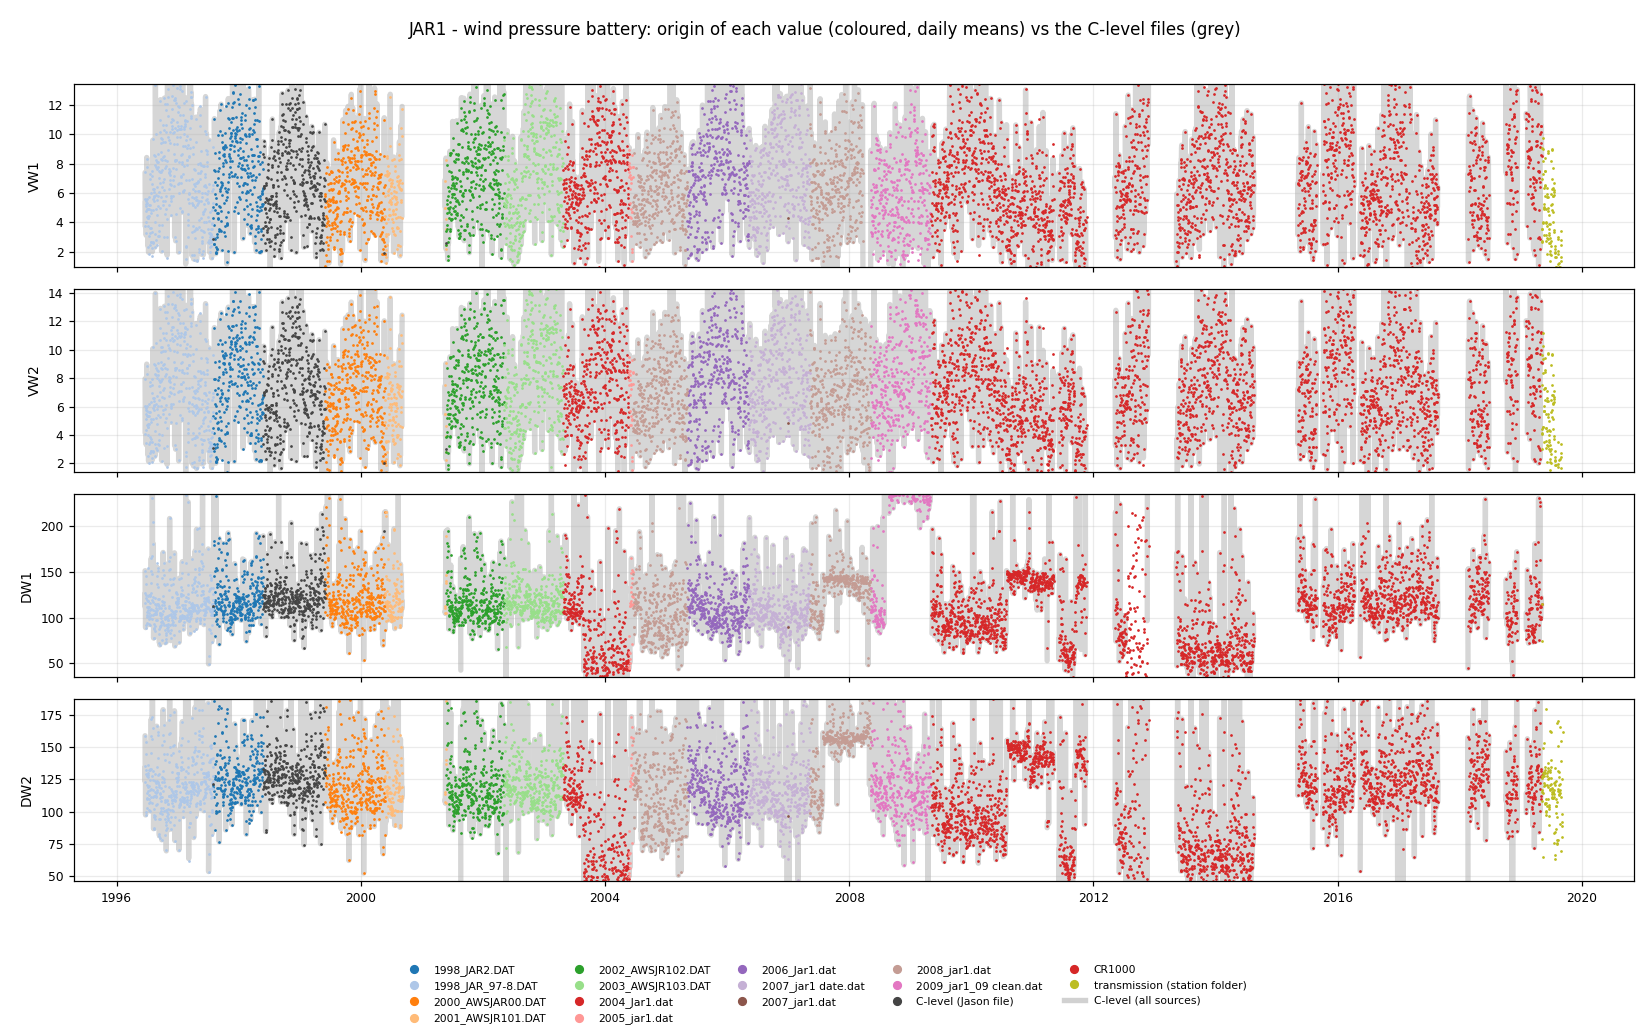 JAR1 - wind pressure battery: origin of each value (coloured, daily means) vs the C-level files (grey)
VW1
12
10
8
6
4
2
VW2
14
12
10
8
6
4
2
DW1
200
150
100
50
DW2
175
150
125
100
75
50
1996
2000
2004
2008
2012
2016
2020
1998_JAR2.DAT
1998_JAR_97-8.DAT
2000_AWSJAR00.DAT
2001_AWSJR101.DAT
2002_AWSJR102.DAT
2003_AWSJR103.DAT
2004_Jar1.dat
2005_jar1.dat
2006_Jar1.dat
2007_jar1 date.dat
2007_jar1.dat
2008_jar1.dat
2009_jar1_09 clean.dat
C-level (Jason file)
CR1000
transmission (station folder)
C-level (all sources)